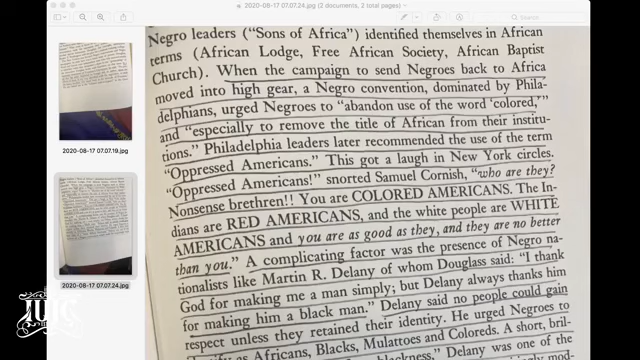 2020-08-17 07.07.24.jpg (2 documents, 2 total pages)
Search
2020-08-17 07.07.19.jpg
2020-08-17 07.07.24.jpg
Negro leaders ("Sons of Africa") identified themselves in African
terms (African Lodge, Free African Society, African Baptist
Church). When the campaign to send Negroes back to Africa
moved into high gear, a Negro convention, dominated by Phila-
delphians, urged Negroes to "abandon use of the word 'colored,'"
and "especially to remove the title of African from their institu-
tions." Philadelphia leaders later recommended the use of the term
"Oppressed Americans." This got a laugh in New York circles.
"Oppressed Americans!" snorted Samuel Cornish, "who are they?
Nonsense brethren!! You are COLORED AMERICANS. The In-
dians are RED AMERICANS, and the white people are WHITE
AMERICANS and you are as good as they, and they are no better
than you." A complicating factor was the presence of Negro na-
tionalists like Martin R. Delany of whom Douglass said: "I thank
God for making me a man simply; but Delany always thanks him
for making him a black man." Delany said no people could gain
respect unless they retained their identity. He urged Negroes to
as Africans, Blacks, Mulattoes and Coloreds. A short, bril-
blackness," Delany was one of the
IUIC